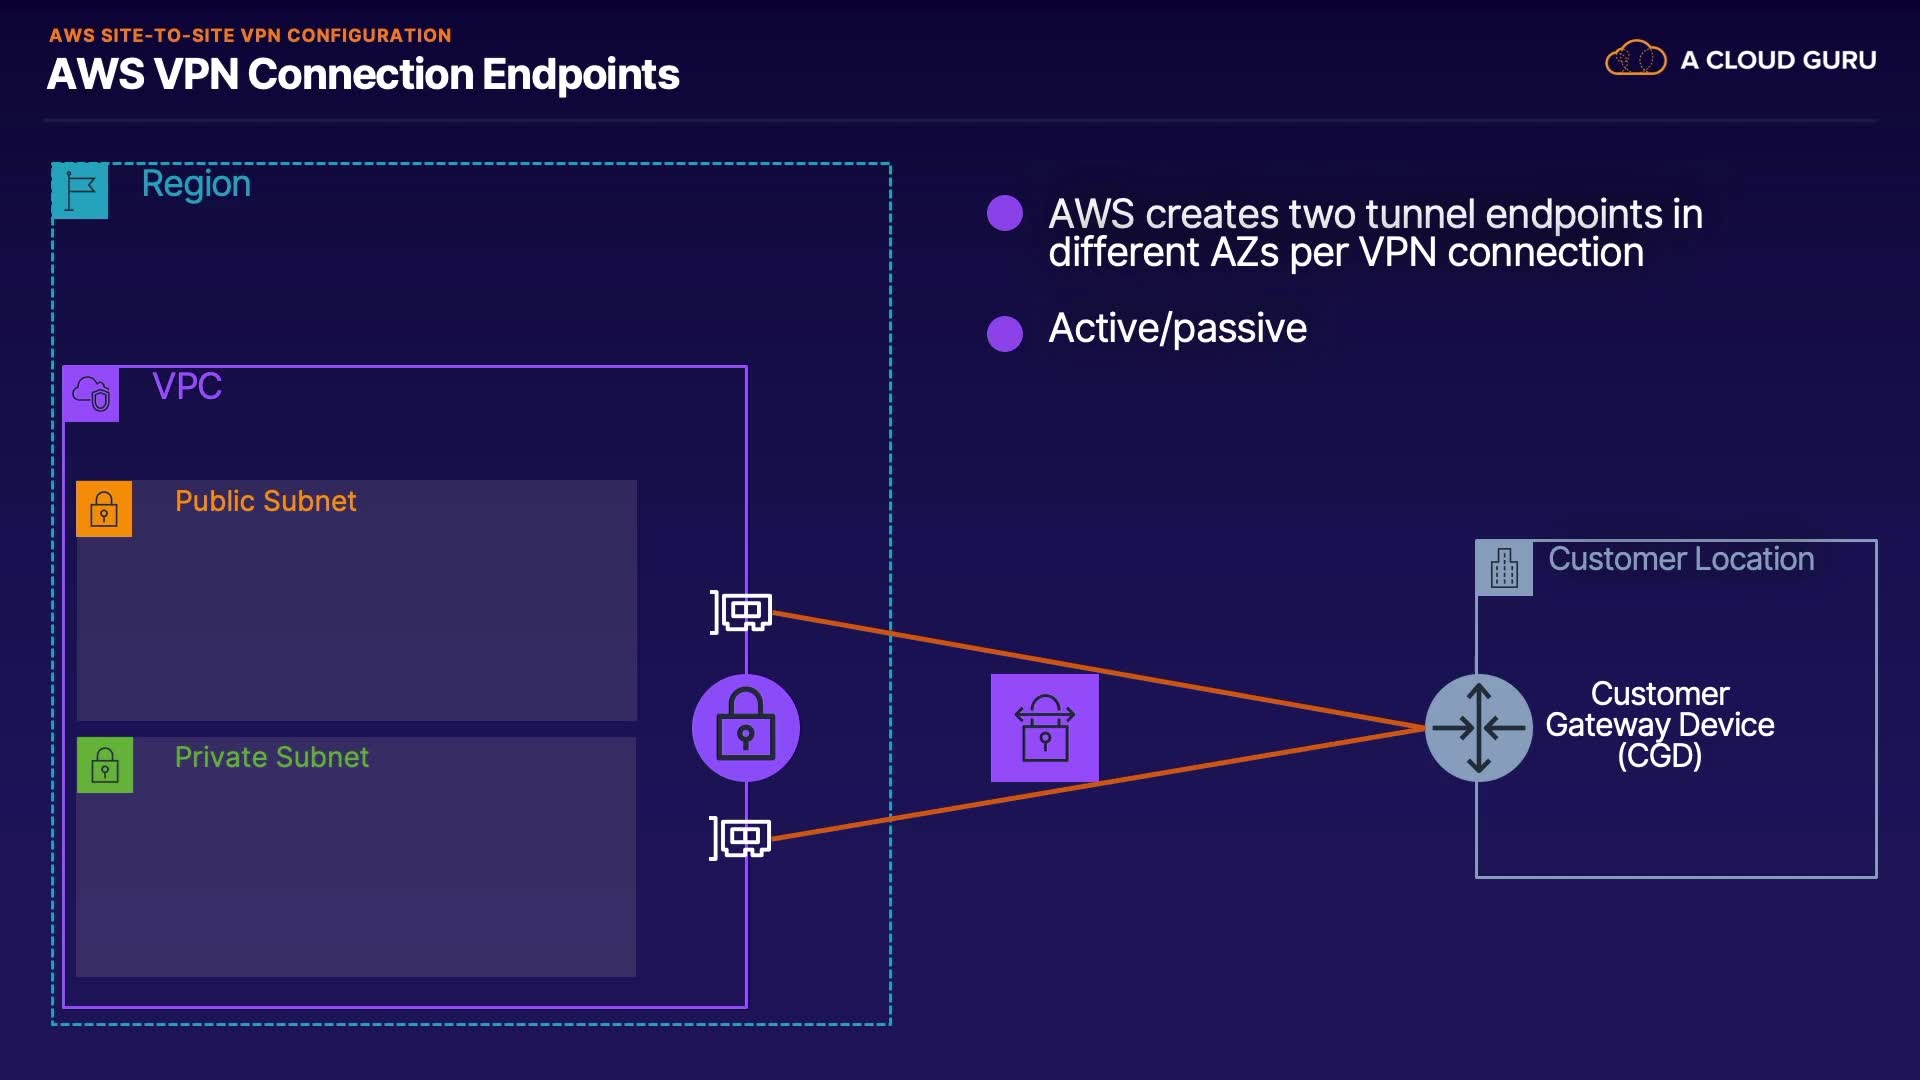 AWS SITE-TO-SITE VPN CONFIGURATION
AWS VPN Connection Endpoints
A CLOUD GURU
Region
AWS creates two tunnel endpoints in
different AZs per VPN connection
Active/passive
VPC
Public Subnet
Customer Location
Customer
Gateway Device
(CGD)
Private Subnet